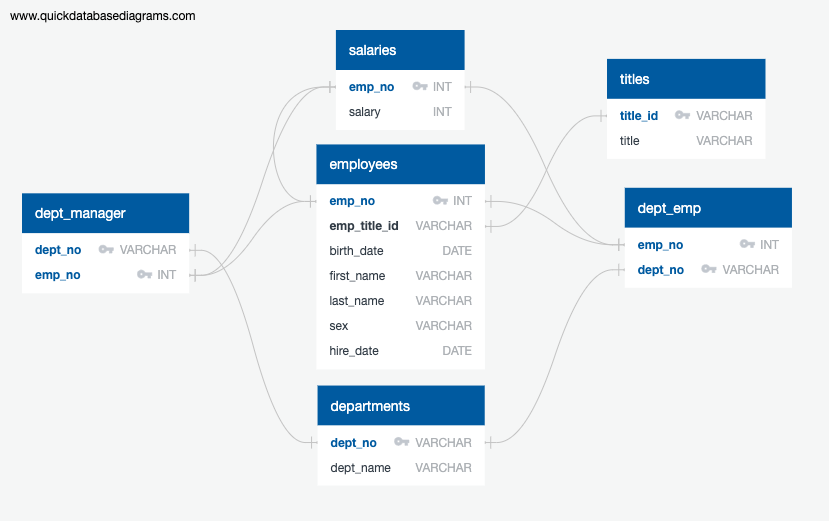 www.quickdatabasediagrams.com
salaries
emp_no INT
salary INT
titles
title_id VARCHAR
title VARCHAR
employees
emp_no INT
emp_title_id VARCHAR
birth_date DATE
first_name VARCHAR
last_name VARCHAR
sex VARCHAR
hire_date DATE
dept_manager
dept_no VARCHAR
emp_no INT
dept_emp
emp_no INT
dept_no VARCHAR
departments
dept_no VARCHAR
dept_name VARCHAR